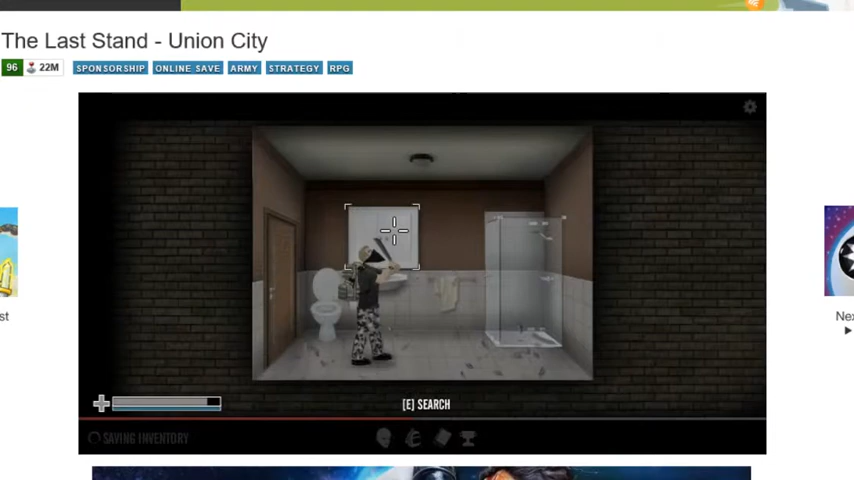 The Last Stand - Union City
96 22M SPONSORSHIP ONLINE SAVE ARMY STRATEGY RPG
st
Nex
[E] SEARCH
SAVING INVENTORY